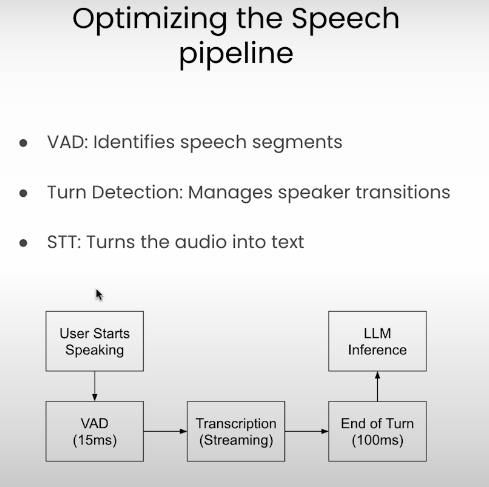 Optimizing the Speech
pipeline
● VAD: Identifies speech segments
● Turn Detection: Manages speaker transitions
● STT: Turns the audio into text
User Starts
Speaking
LLM
Inference
VAD
(15ms)
Transcription
(Streaming)
End of Turn
(100ms)